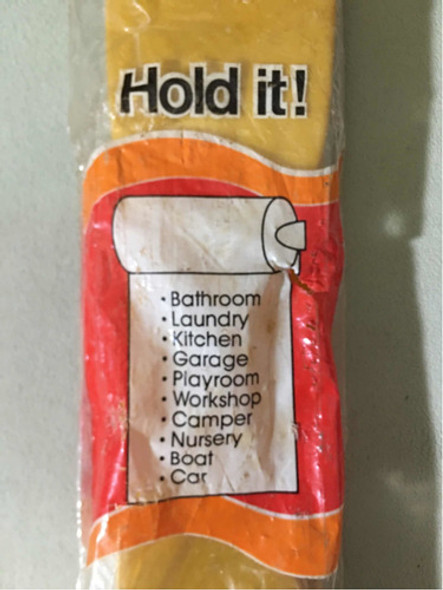 Hold it!
• Bathroom
• Laundry
• Kitchen
• Garage
• Playroom
• Workshop
• Camper
• Nursery
• Boat
• Car